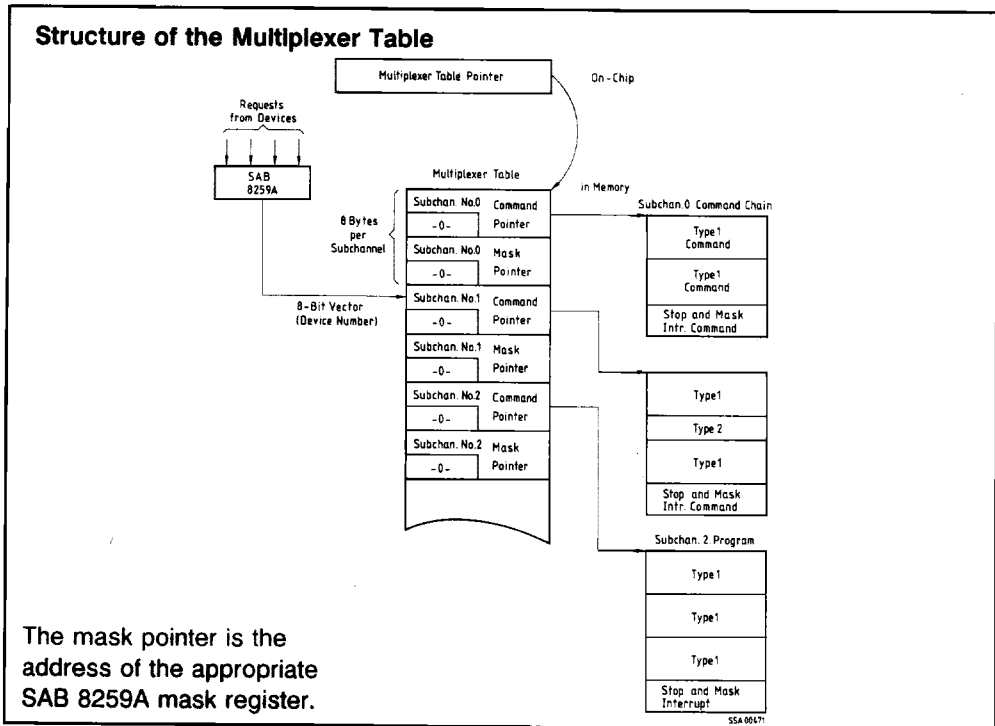 Structure of the Multiplexer Table
Multiplexer Table Pointer
On-Chip
Requests
from Devices
SAB
8259A
Multiplexer Table
in Memory
8 Bytes
per
Subchannel
Subchan. No.0 Command
-0- Pointer
Subchan. No.0 Mask
-0- Pointer
8-Bit Vector
(Device Number)
Subchan. No.1 Command
-0- Pointer
Subchan. No.1 Mask
-0- Pointer
Subchan. No.2 Command
-0- Pointer
Subchan. No.2 Mask
-0- Pointer
Subchan.0 Command Chain
Type1
Command
Type1
Command
Stop and Mask
Intr. Command
Type1
Type 2
Type1
Stop and Mask
Intr. Command
Subchan. 2 Program
Type1
Type1
Type1
Stop and Mask
Interrupt
SSA00471
The mask pointer is the
address of the appropriate
SAB 8259A mask register.